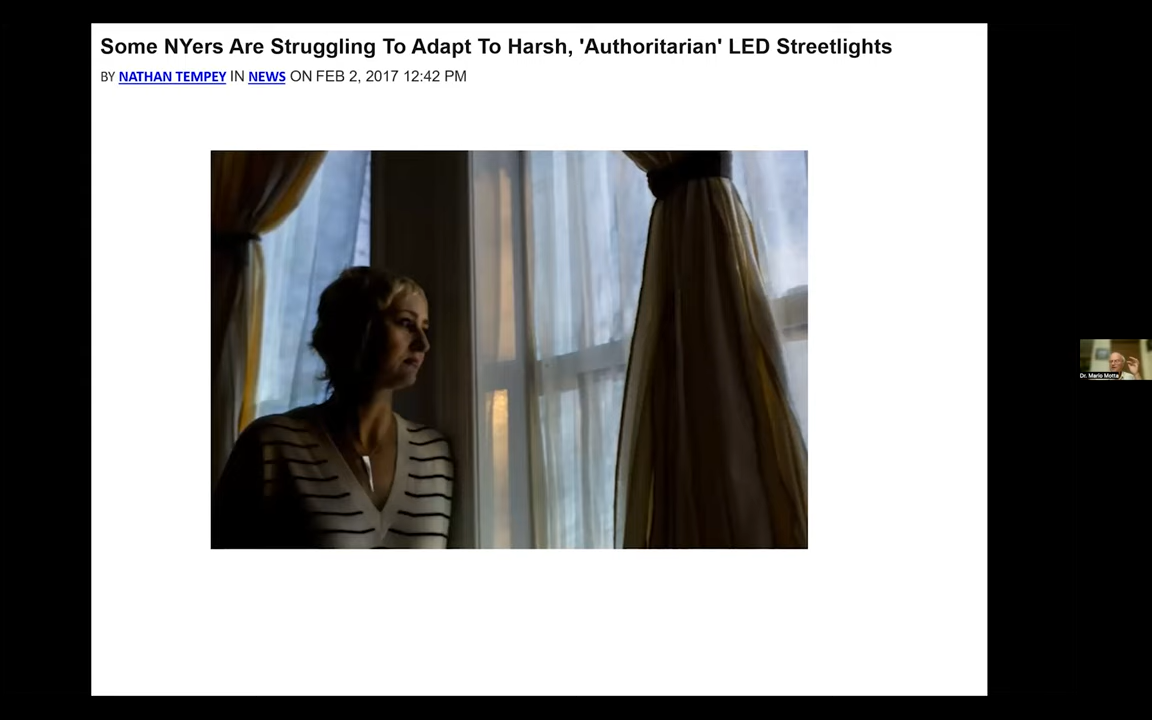 Some NYers Are Struggling To Adapt To Harsh, 'Authoritarian' LED Streetlights
BY NATHAN TEMPEY IN NEWS ON FEB 2, 2017 12:42 PM
Dr. Mario Motta